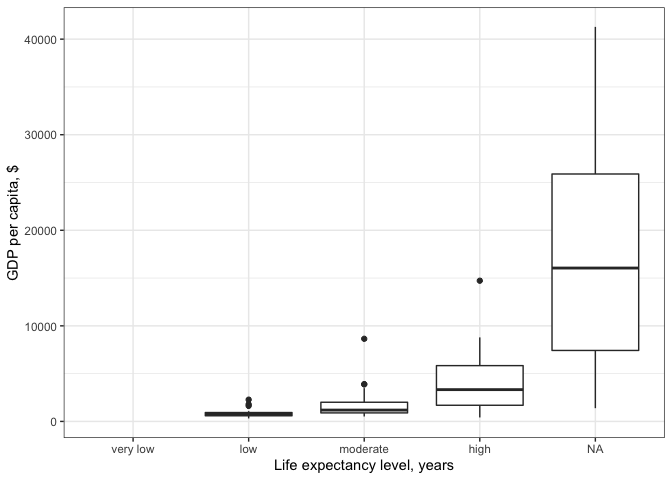 GDP per capita, $
40000
30000
20000
10000
0
very low low moderate high NA
Life expectancy level, years